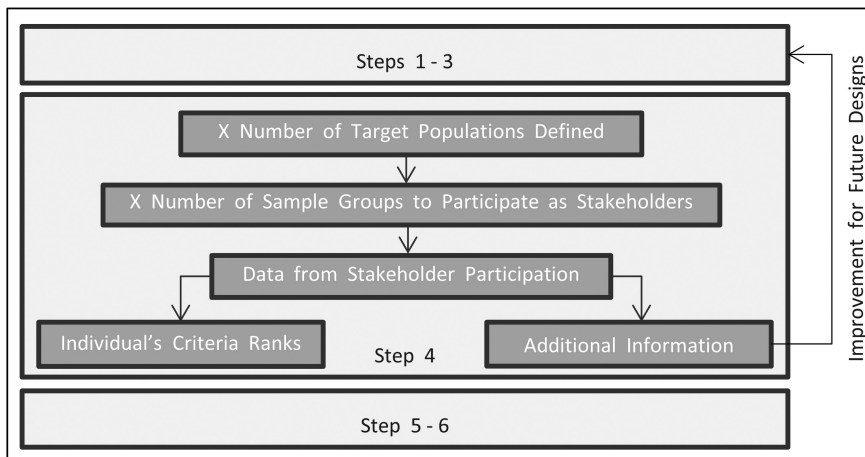 Steps 1 - 3
X Number of Target Populations Defined
X Number of Sample Groups to Participate as Stakeholders
Data from Stakeholder Participation
Individual's Criteria Ranks
Additional Information
Step 4
Step 5 - 6
Improvement for Future Designs